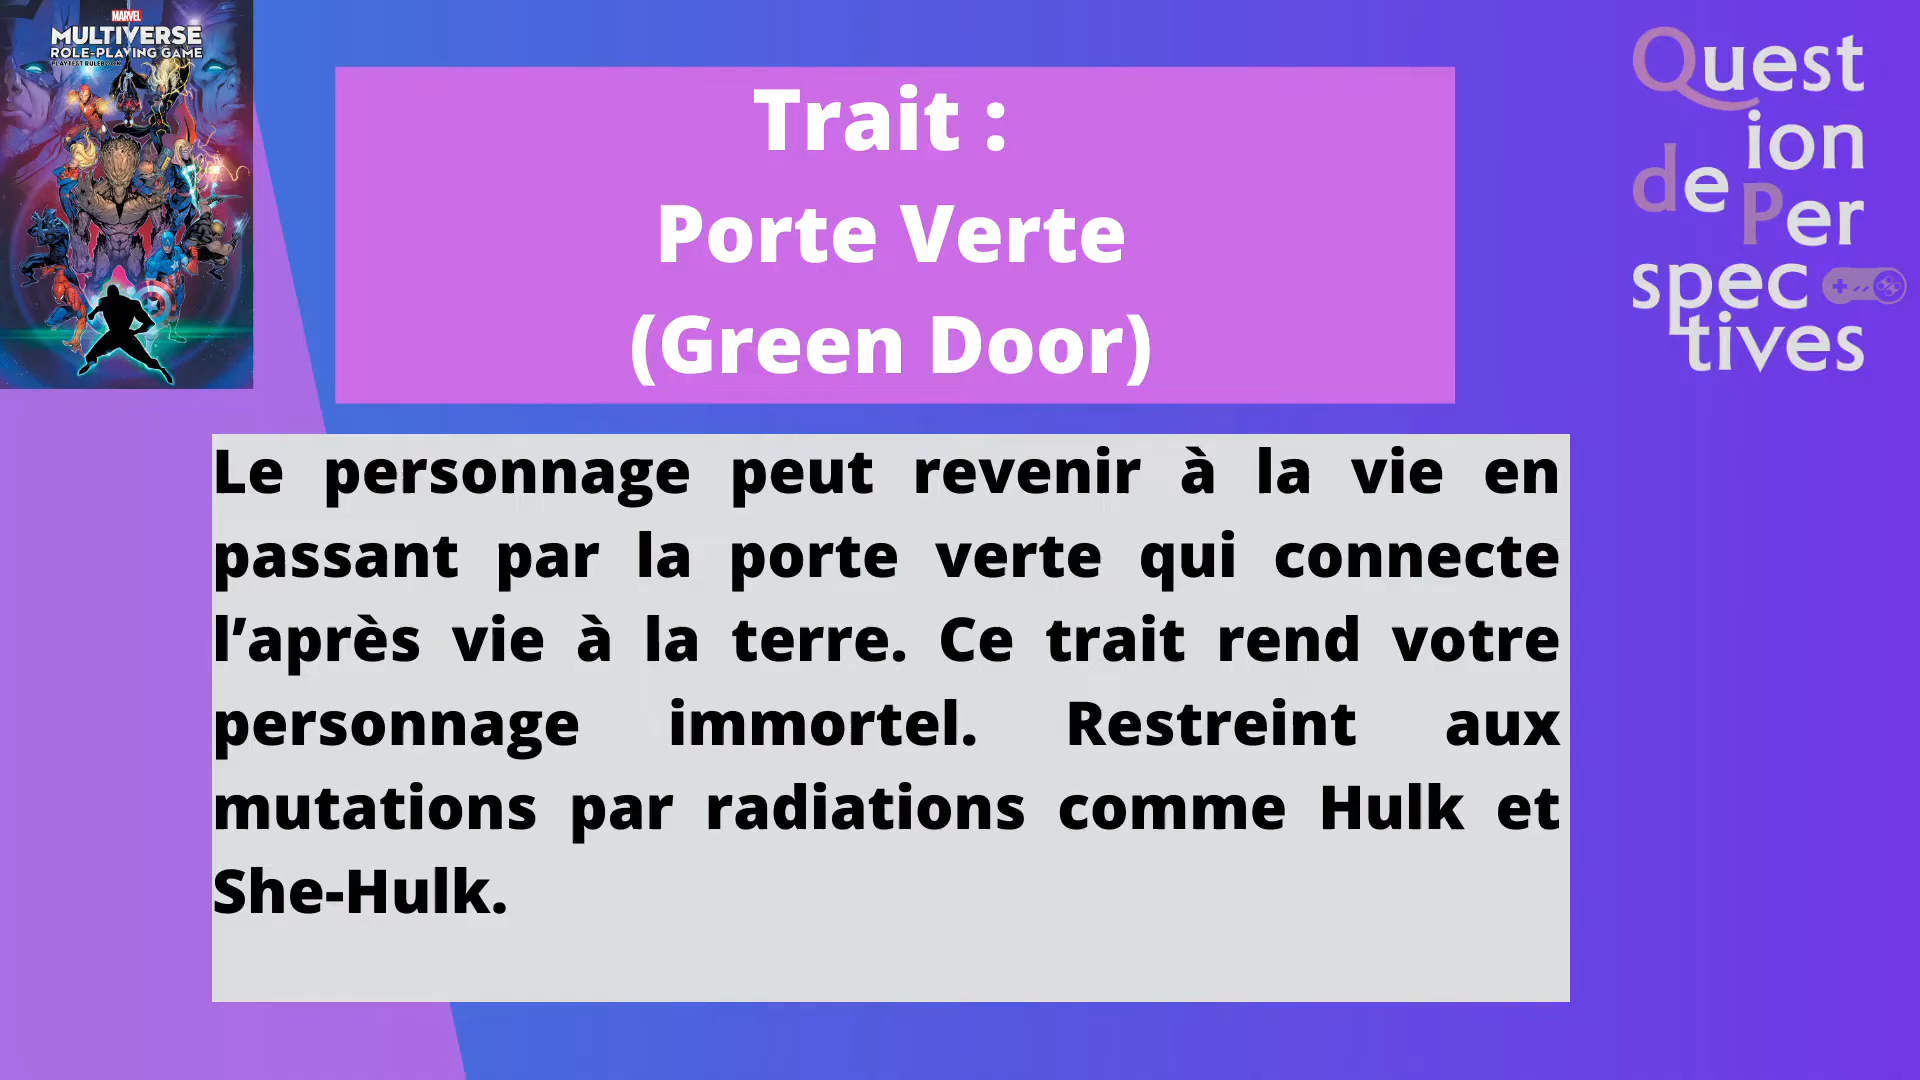 MARVEL
MULTIVERSE
ROLE-PLAYING GAME
PLAYTEST RULEBOOK
Trait :
Porte Verte
(Green Door)
Quest
ion
de Per
spec
tives
Le personnage peut revenir à la vie en
passant par la porte verte qui connecte
l’après vie à la terre. Ce trait rend votre
personnage immortel. Restreint aux
mutations par radiations comme Hulk et
She-Hulk.